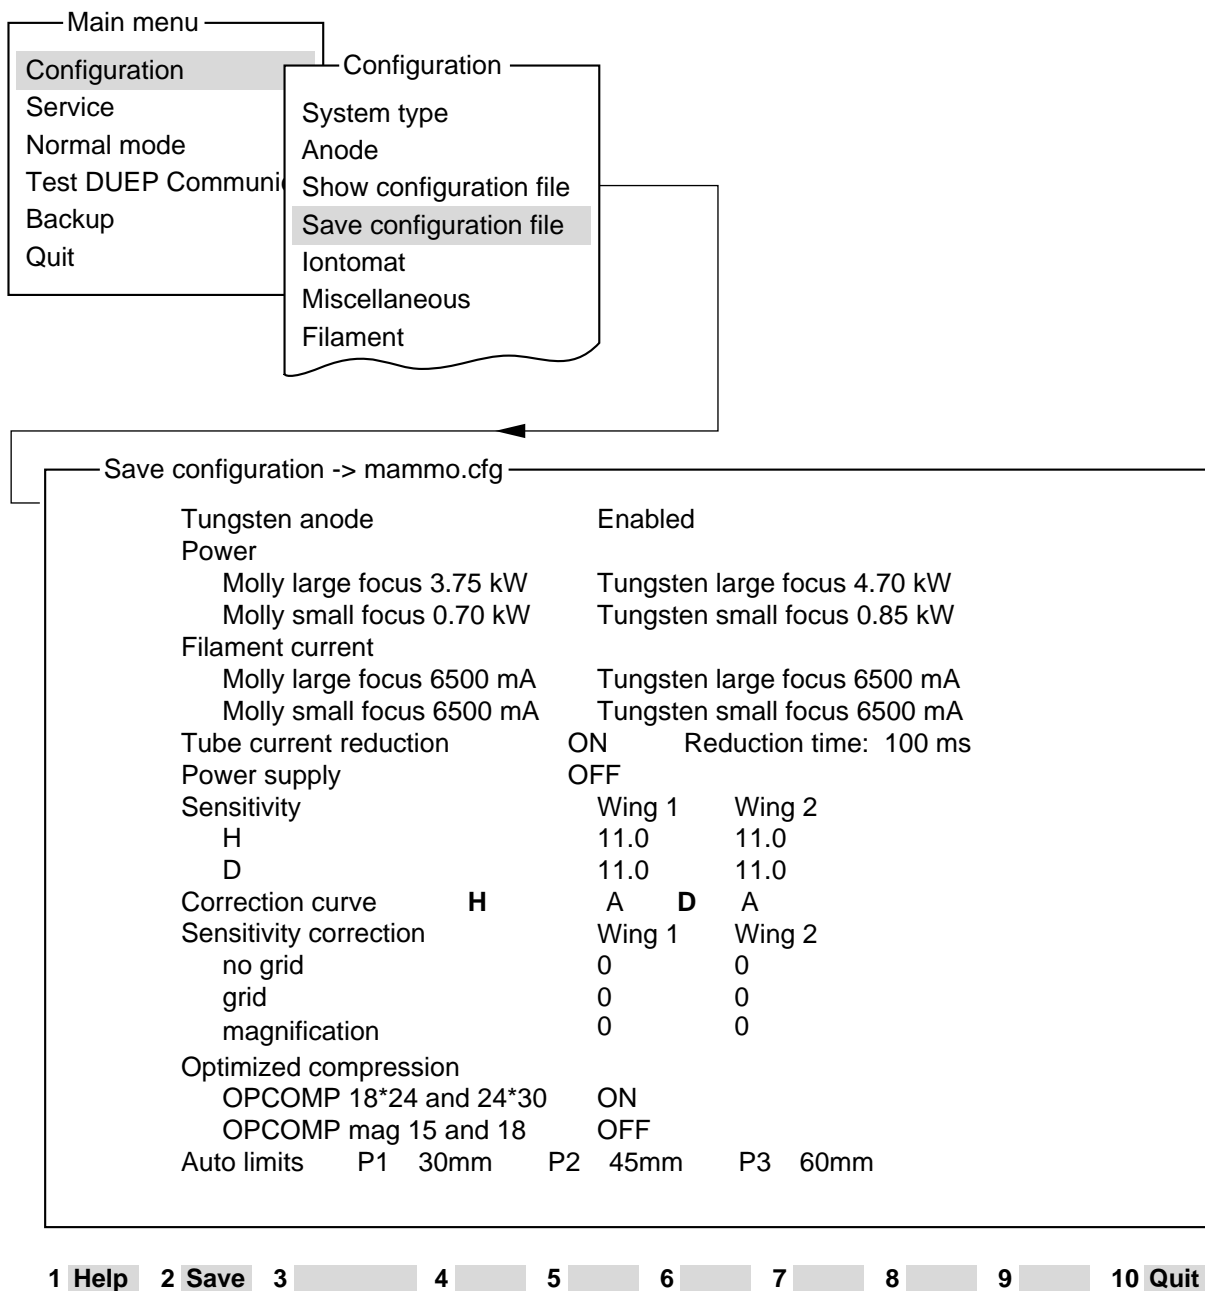 Main menu
Configuration
Service
Normal mode
Test DUEP Communi
Backup
Quit
Configuration
System type
Anode
Show configuration file
Save configuration file
Iontomat
Miscellaneous
Filament
Save configuration -> mammo.cfg
Tungsten anode Enabled
Power
Molly large focus 3.75 kW Tungsten large focus 4.70 kW
Molly small focus 0.70 kW Tungsten small focus 0.85 kW
Filament current
Molly large focus 6500 mA Tungsten large focus 6500 mA
Molly small focus 6500 mA Tungsten small focus 6500 mA
Tube current reduction ON Reduction time: 100 ms
Power supply OFF
Sensitivity Wing 1 Wing 2
H 11.0 11.0
D 11.0 11.0
Correction curve H A D A
Sensitivity correction Wing 1 Wing 2
no grid 0 0
grid 0 0
magnification 0 0
Optimized compression
OPCOMP 18*24 and 24*30 ON
OPCOMP mag 15 and 18 OFF
Auto limits P1 30mm P2 45mm P3 60mm
1 Help 2 Save 3 4 5 6 7 8 9 10 Quit